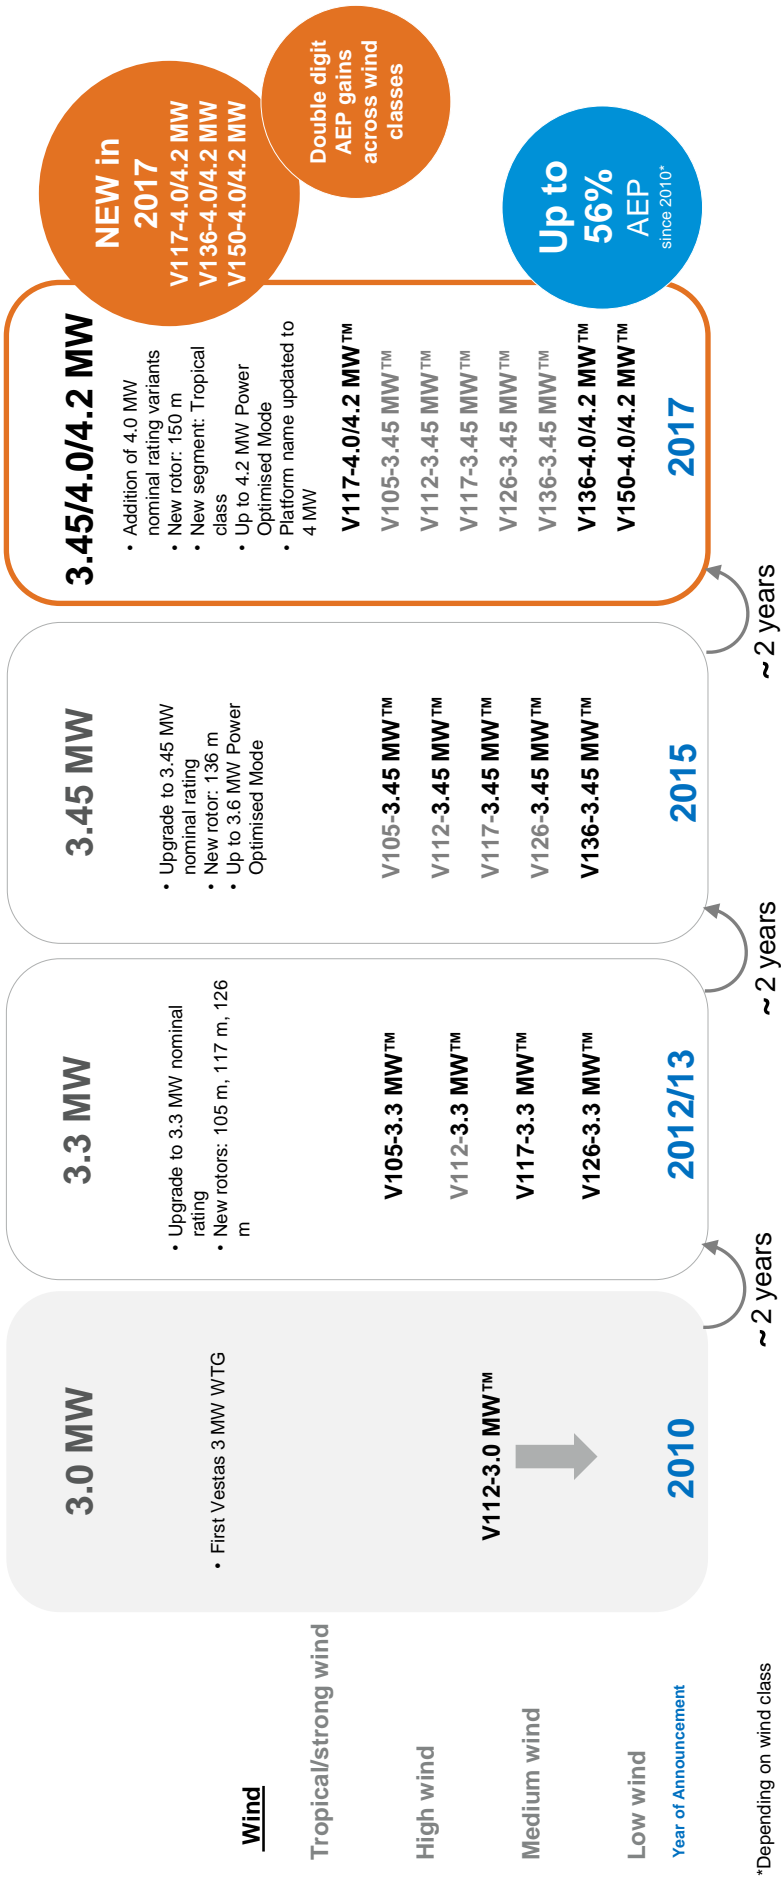 Wind
Tropical/strong wind
High wind
Medium wind
Low wind
Year of Announcement
3.0 MW
• First Vestas 3 MW WTG
V112-3.0 MW™
2010
~ 2 years
3.3 MW
• Upgrade to 3.3 MW nominal
rating
• New rotors: 105 m, 117 m, 126
m
V105-3.3 MW™
V112-3.3 MW™
V117-3.3 MW™
V126-3.3 MW™
2012/13
~ 2 years
3.45 MW
• Upgrade to 3.45 MW
nominal rating
• New rotor: 136 m
• Up to 3.6 MW Power
Optimised Mode
V105-3.45 MW™
V112-3.45 MW™
V117-3.45 MW™
V126-3.45 MW™
V136-3.45 MW™
2015
~ 2 years
3.45/4.0/4.2 MW
• Addition of 4.0 MW
nominal rating variants
• New rotor: 150 m
• New segment: Tropical
class
• Up to 4.2 MW Power
Optimised Mode
• Platform name updated to
4 MW
V117-4.0/4.2 MW™
V105-3.45 MW™
V112-3.45 MW™
V117-3.45 MW™
V126-3.45 MW™
V136-3.45 MW™
V136-4.0/4.2 MW™
V150-4.0/4.2 MW™
2017
NEW in
2017
V117-4.0/4.2 MW
V136-4.0/4.2 MW
V150-4.0/4.2 MW
Double digit
AEP gains
across wind
classes
Up to
56%
AEP
since 2010*
*Depending on wind class